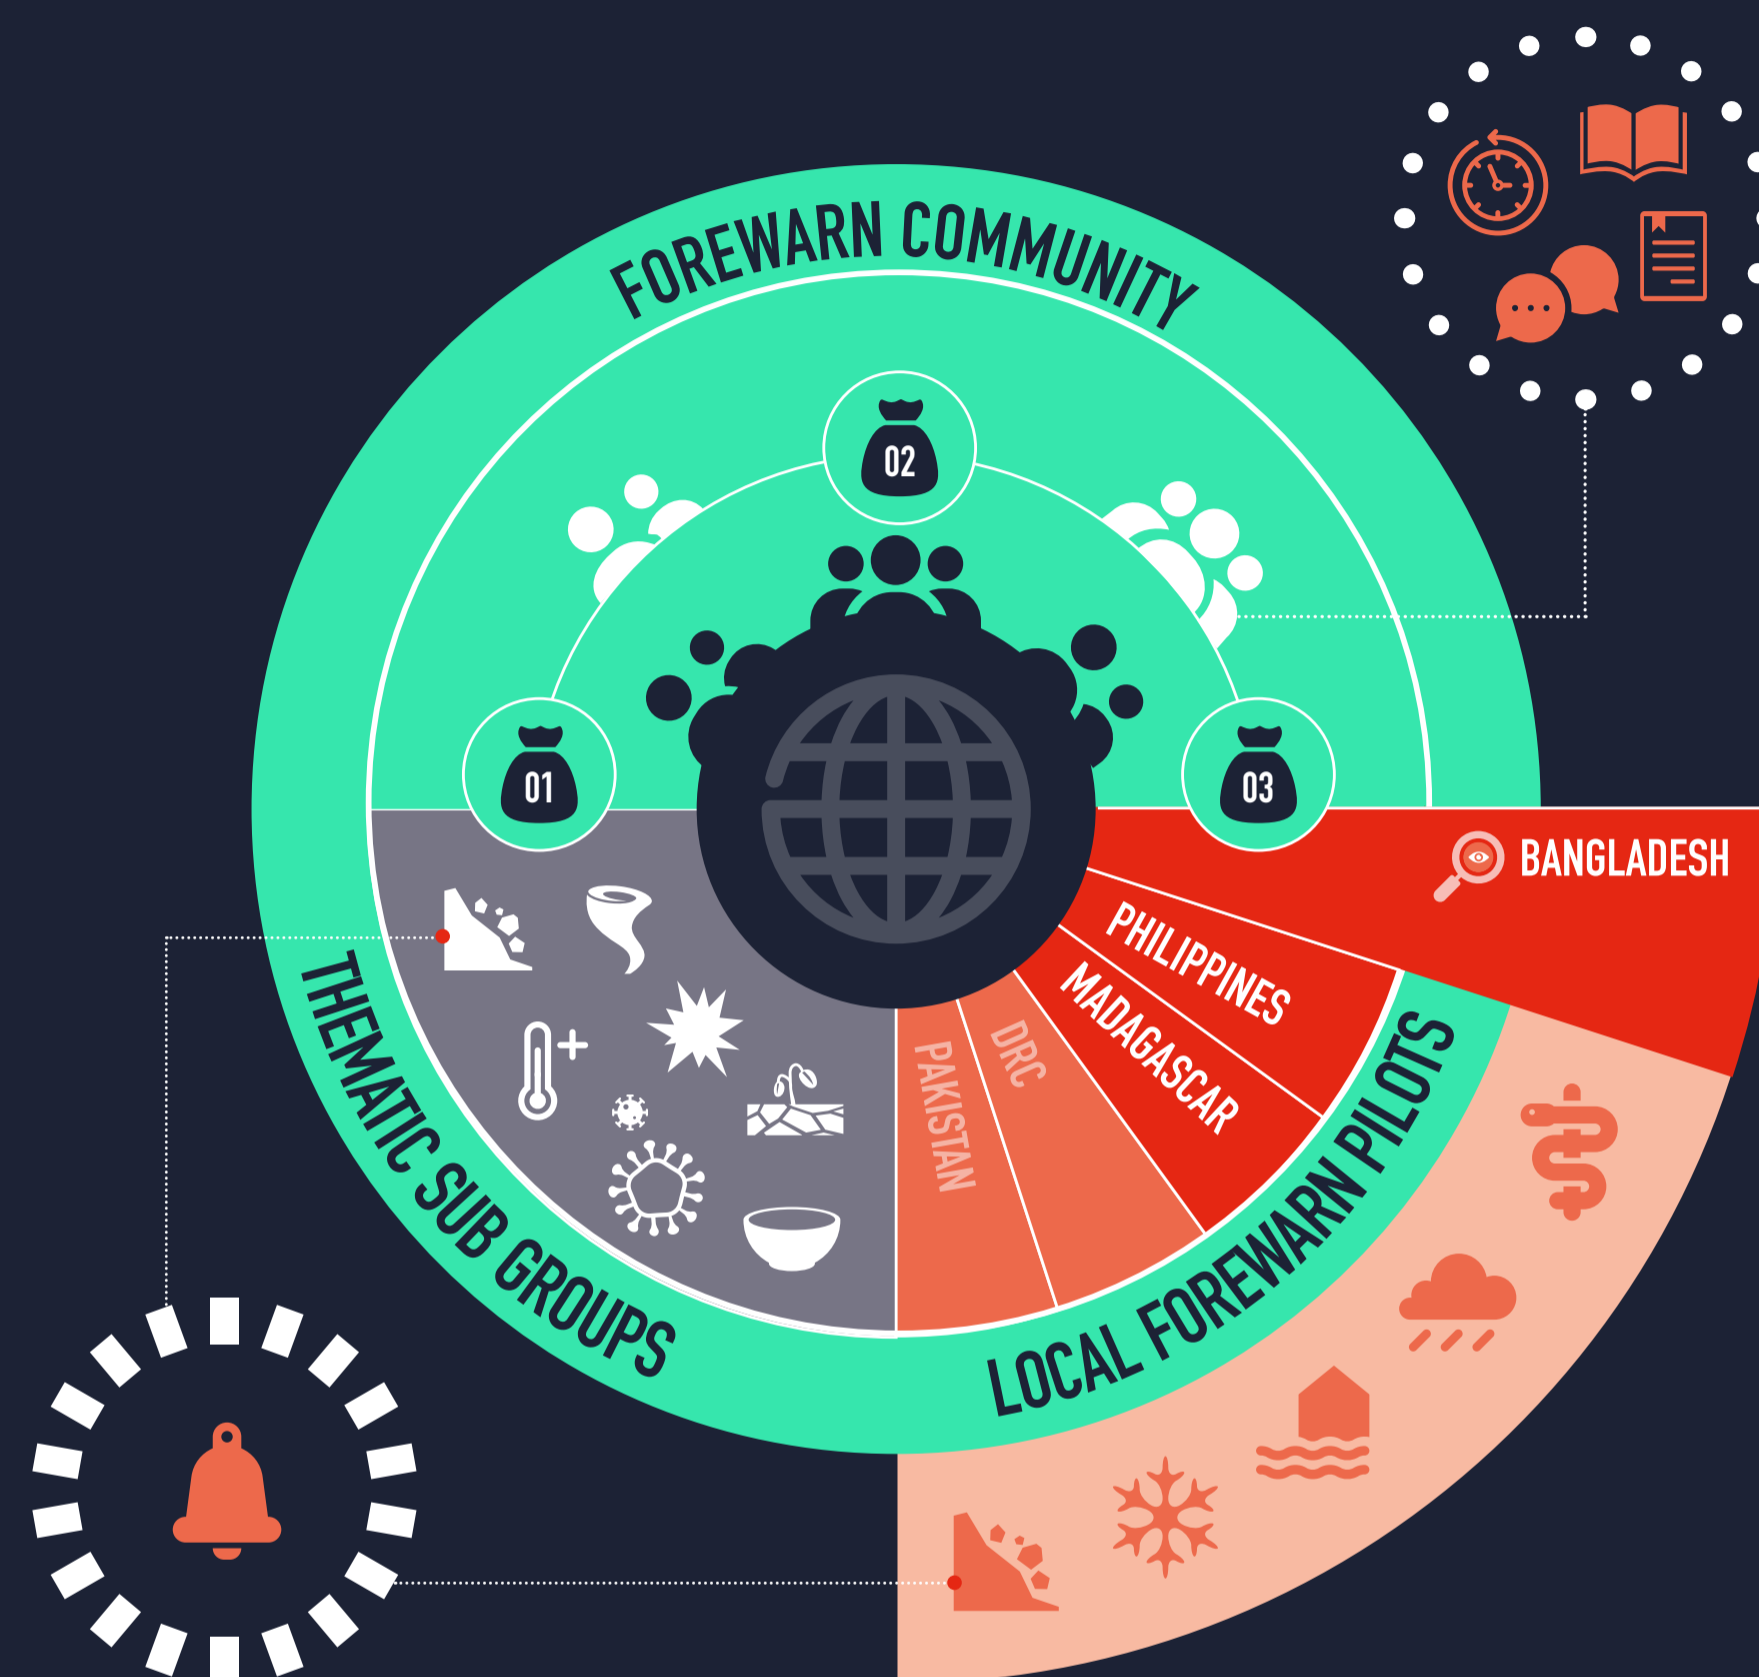 FOREWARN COMMUNITY
02
01
03
BANGLADESH
PHILIPPINES
MADAGASCAR
DRC
PAKISTAN
THEMATIC SUB GROUPS
LOCAL FOREWARN PILOTS